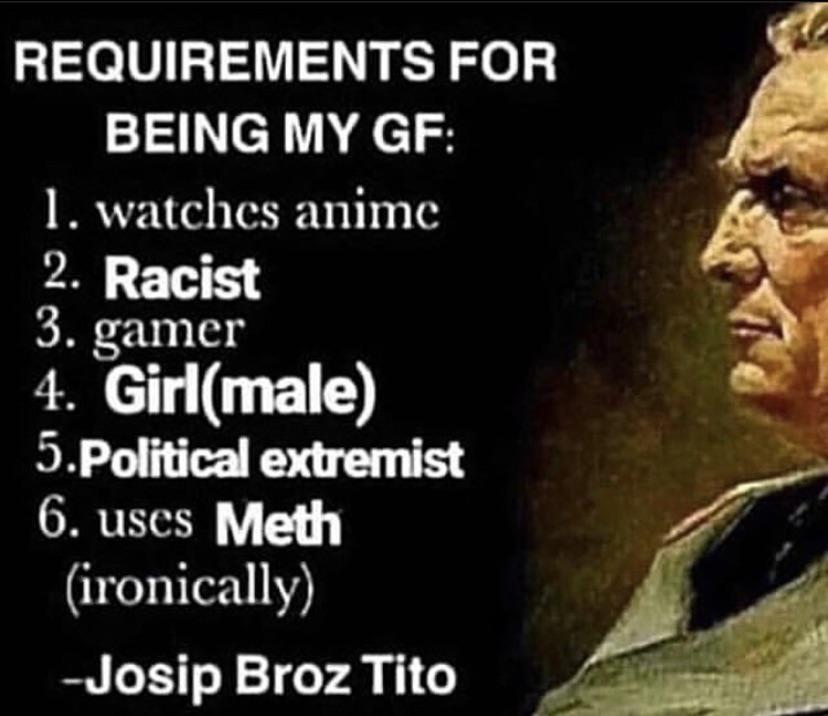 REQUIREMENTS FOR
BEING MY GF:
1. watches anime
2. Racist
3. gamer
4. Girl(male)
5.Political extremist
6. uses Meth
(ironically)
-Josip Broz Tito